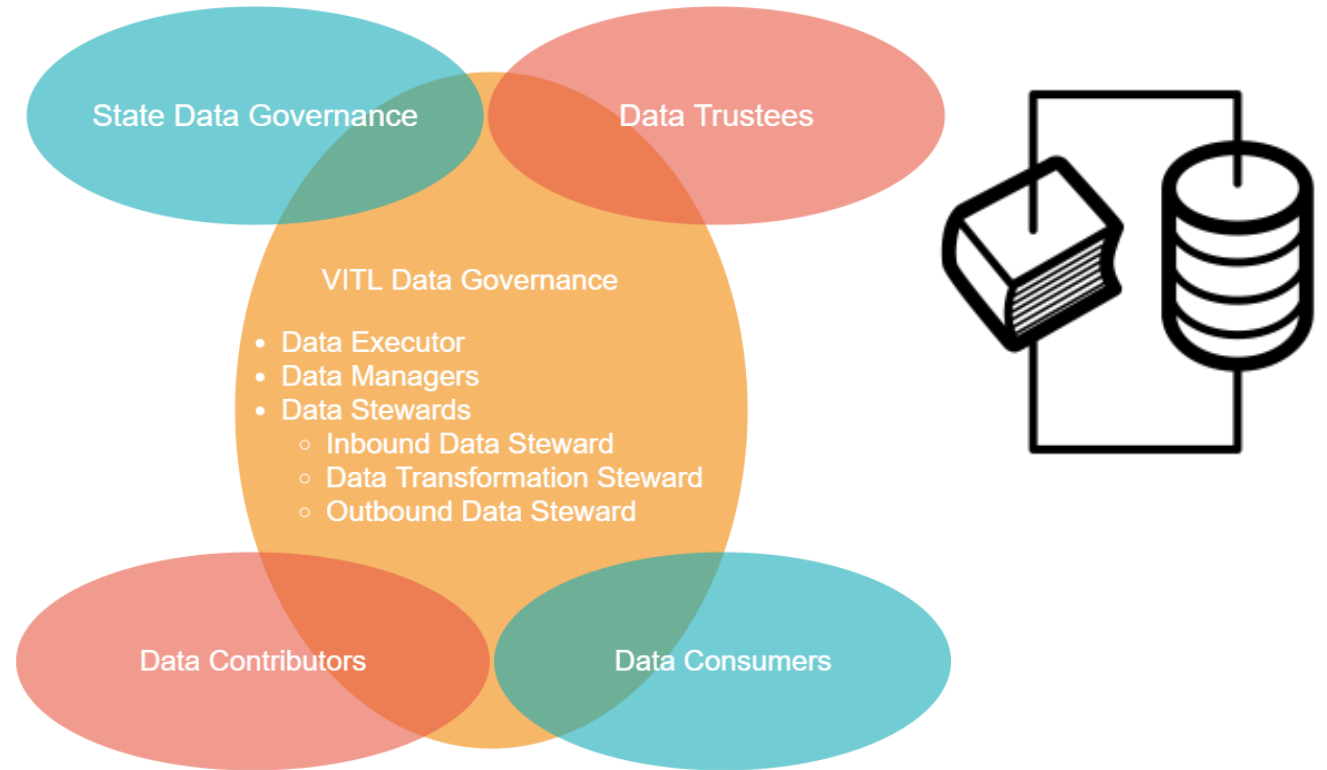 State Data Governance
Data Trustees
VITL Data Governance
• Data Executor
• Data Managers
• Data Stewards
◦ Inbound Data Steward
◦ Data Transformation Steward
◦ Outbound Data Steward
Data Contributors
Data Consumers